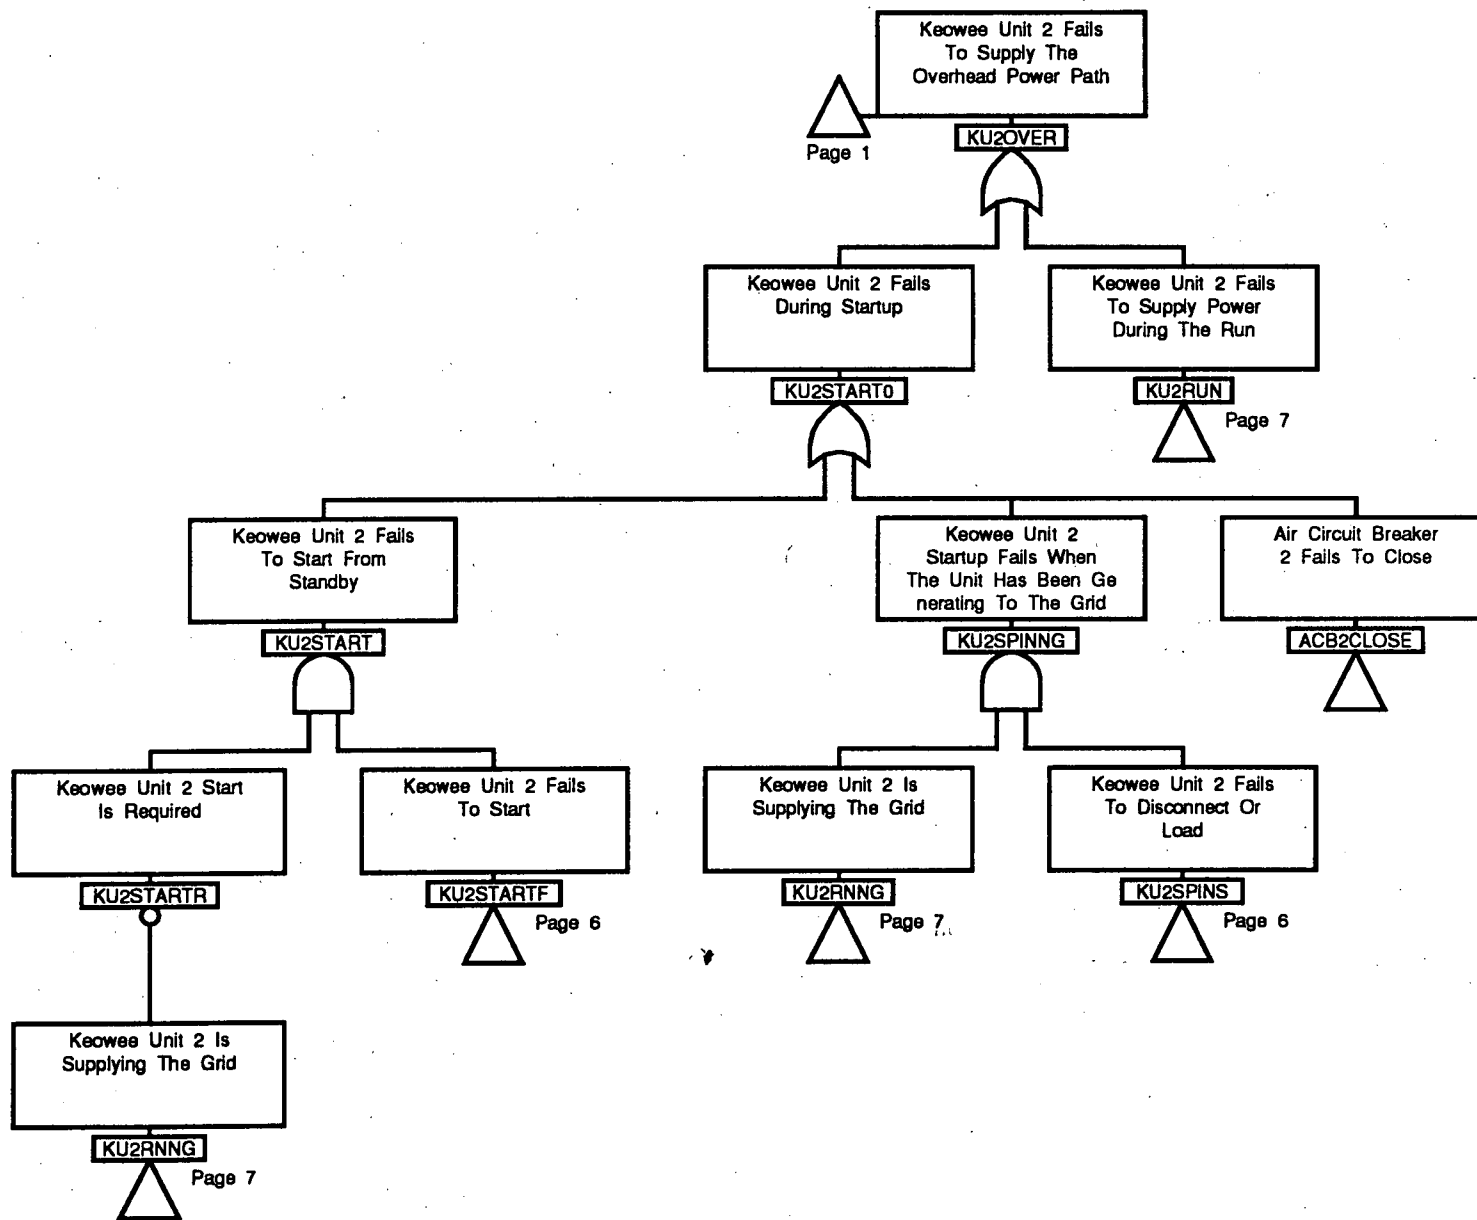 Keowee Unit 2 Fails
To Supply The
Overhead Power Path
Page 1
KU2OVER
Keowee Unit 2 Fails
During Startup
KU2START0
Keowee Unit 2 Fails
To Supply Power
During The Run
KU2RUN
Page 7
Keowee Unit 2 Fails
To Start From
Standby
KU2START
Keowee Unit 2
Startup Fails When
The Unit Has Been Ge
nerating To The Grid
KU2SPINNG
Air Circuit Breaker
2 Fails To Close
ACB2CLOSE
Keowee Unit 2 Start
Is Required
KU2STARTR
Keowee Unit 2 Fails
To Start
KU2STARTF
Page 6
Keowee Unit 2 Is
Supplying The Grid
KU2RNNG
Page 7
Keowee Unit 2 Fails
To Disconnect Or
Load
KU2SPINS
Page 6
Keowee Unit 2 Is
Supplying The Grid
KU2RNNG
Page 7